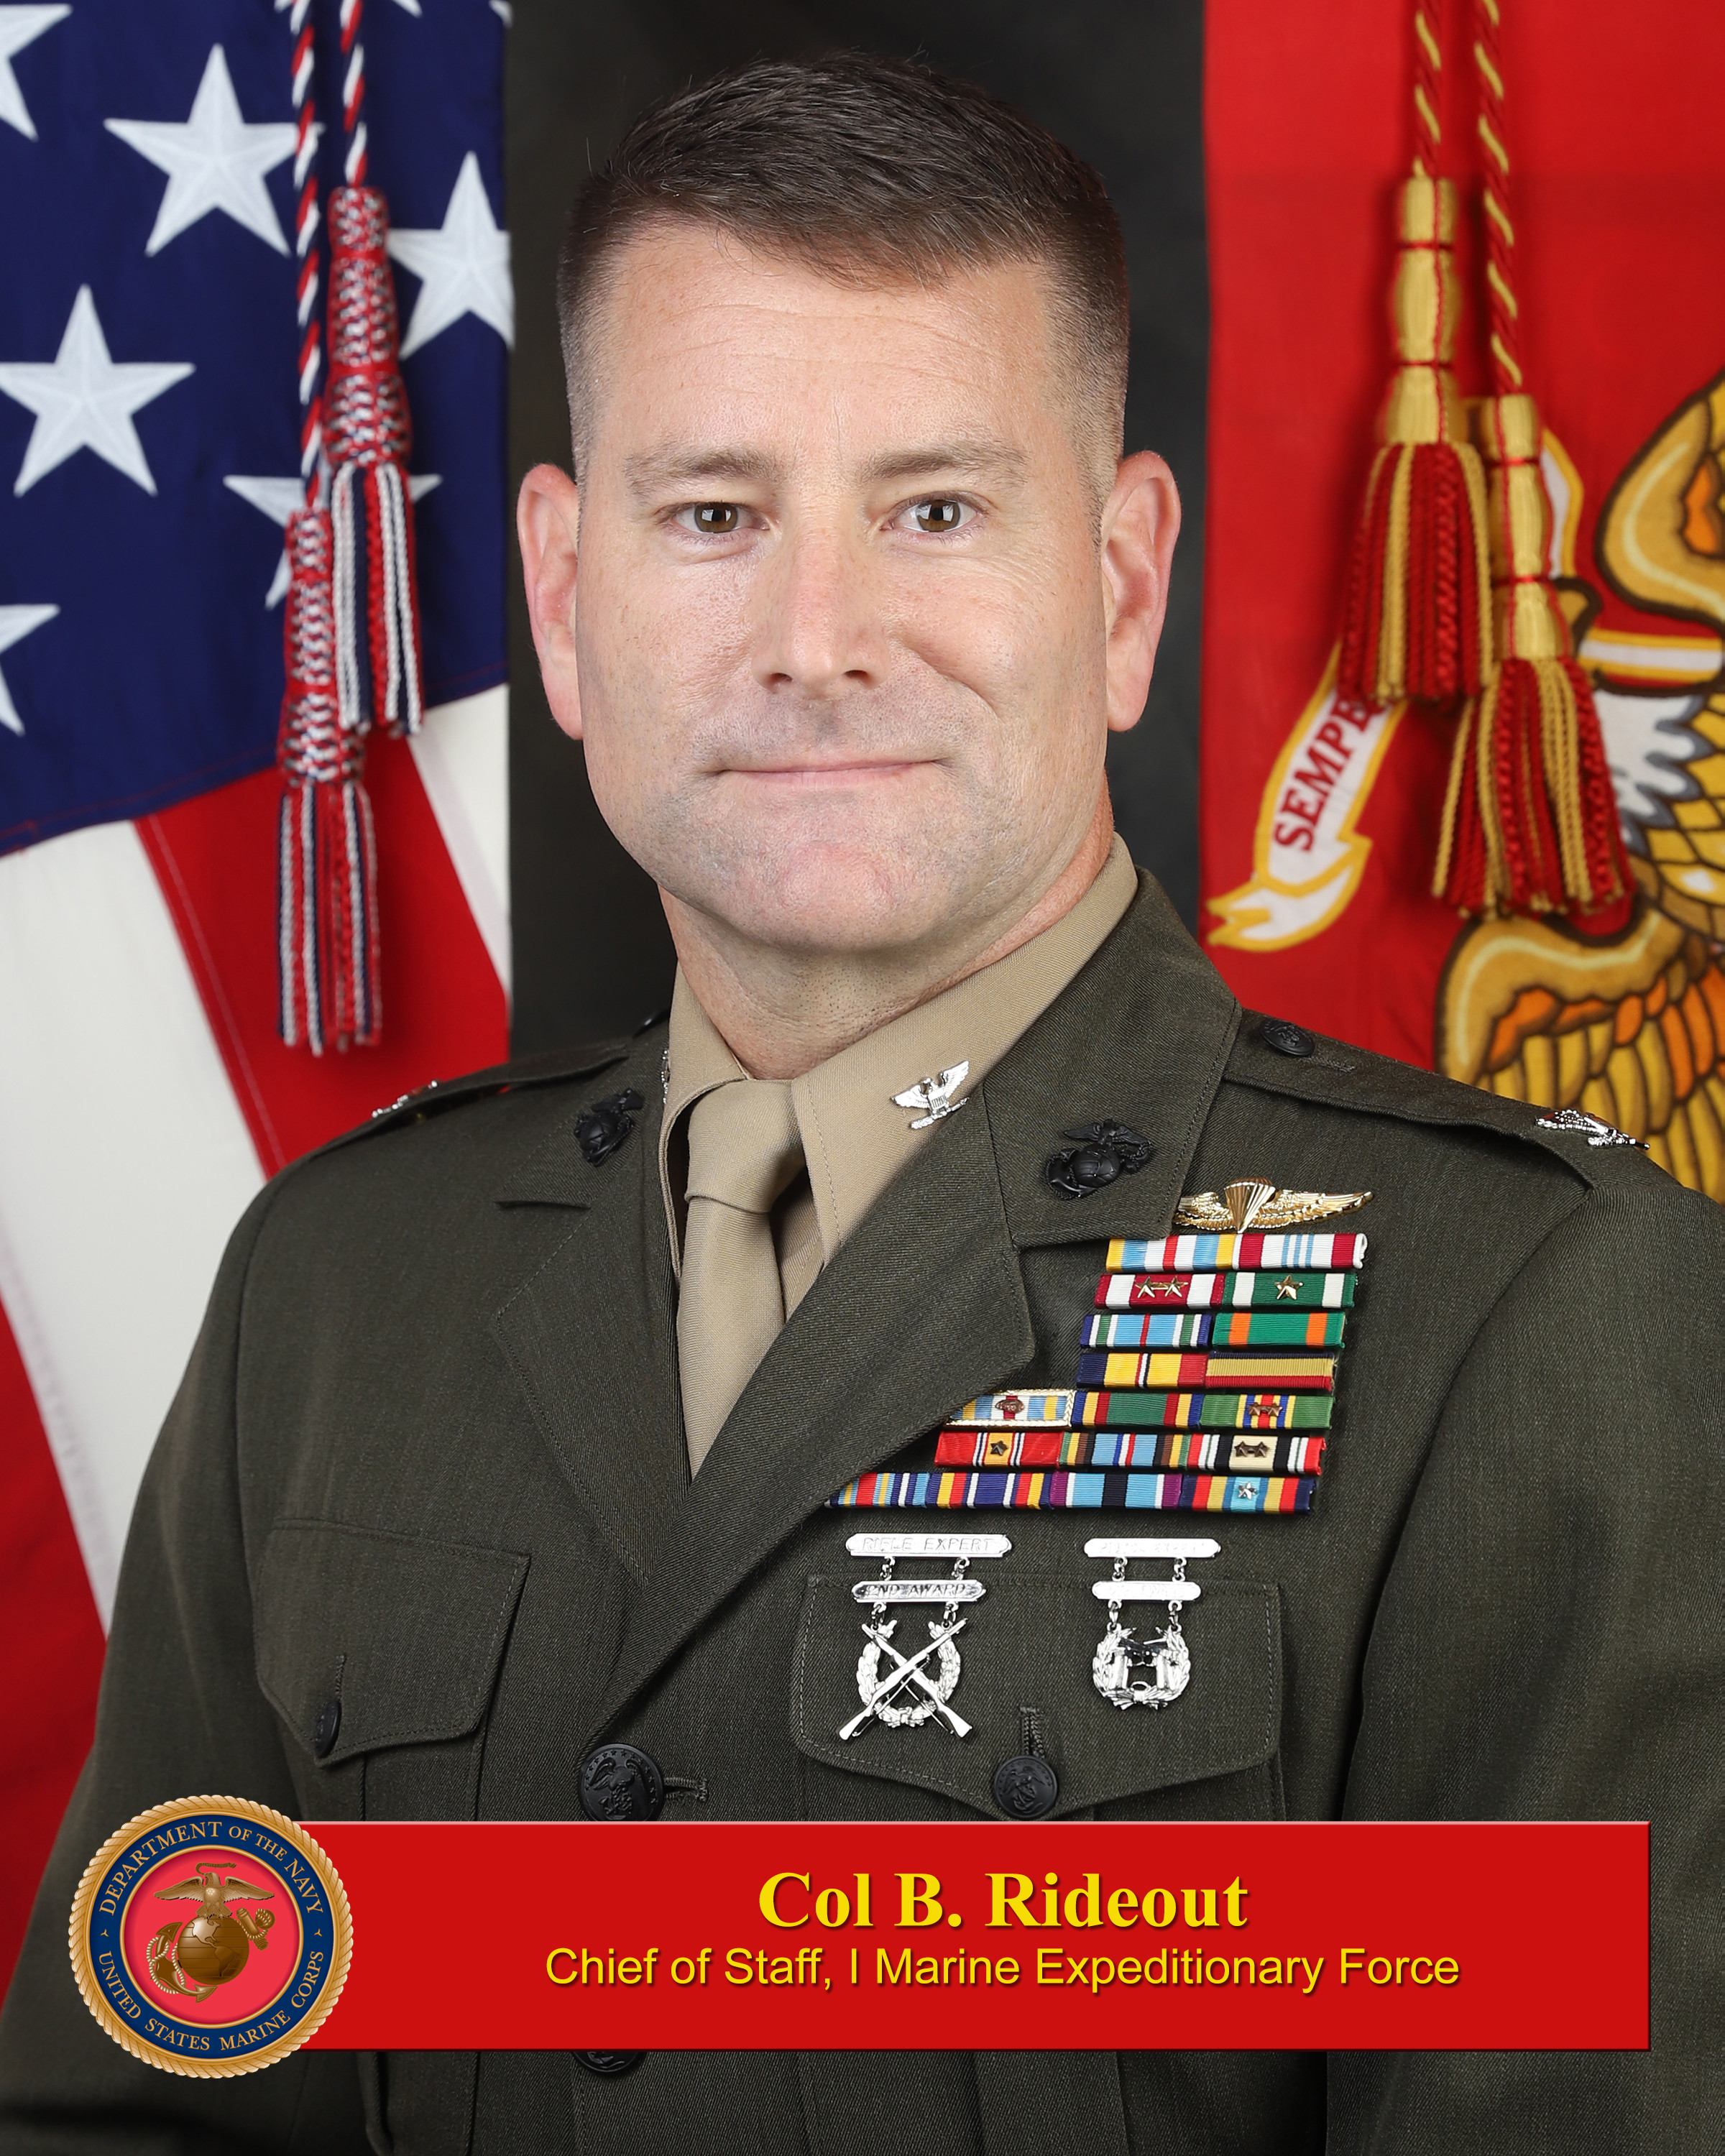 SEMPE
RIFLE EXPERT
2ND AWARD
DEPARTMENT OF THE NAVY
UNITED STATES MARINE CORPS
Col B. Rideout
Chief of Staff, I Marine Expeditionary Force